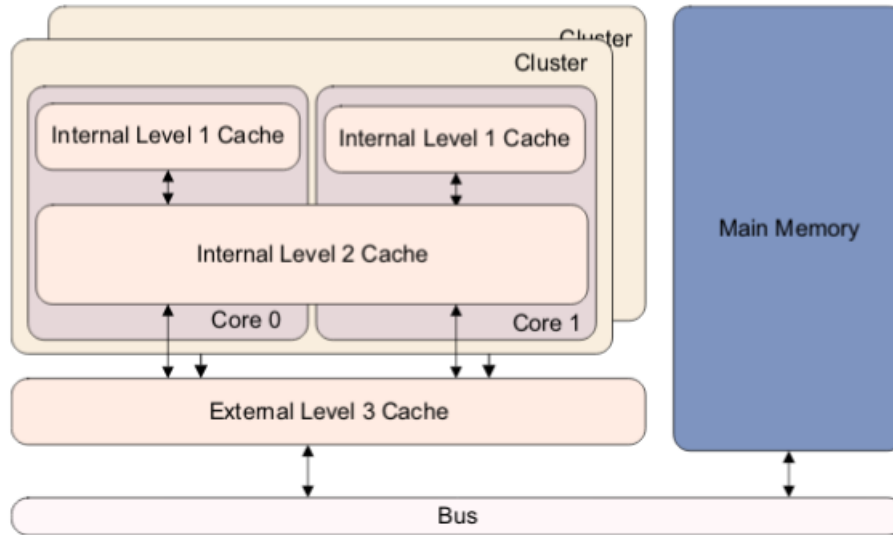 Cluster
Cluster
Internal Level 1 Cache
Internal Level 1 Cache
Internal Level 2 Cache
Core 0
Core 1
External Level 3 Cache
Main Memory
Bus